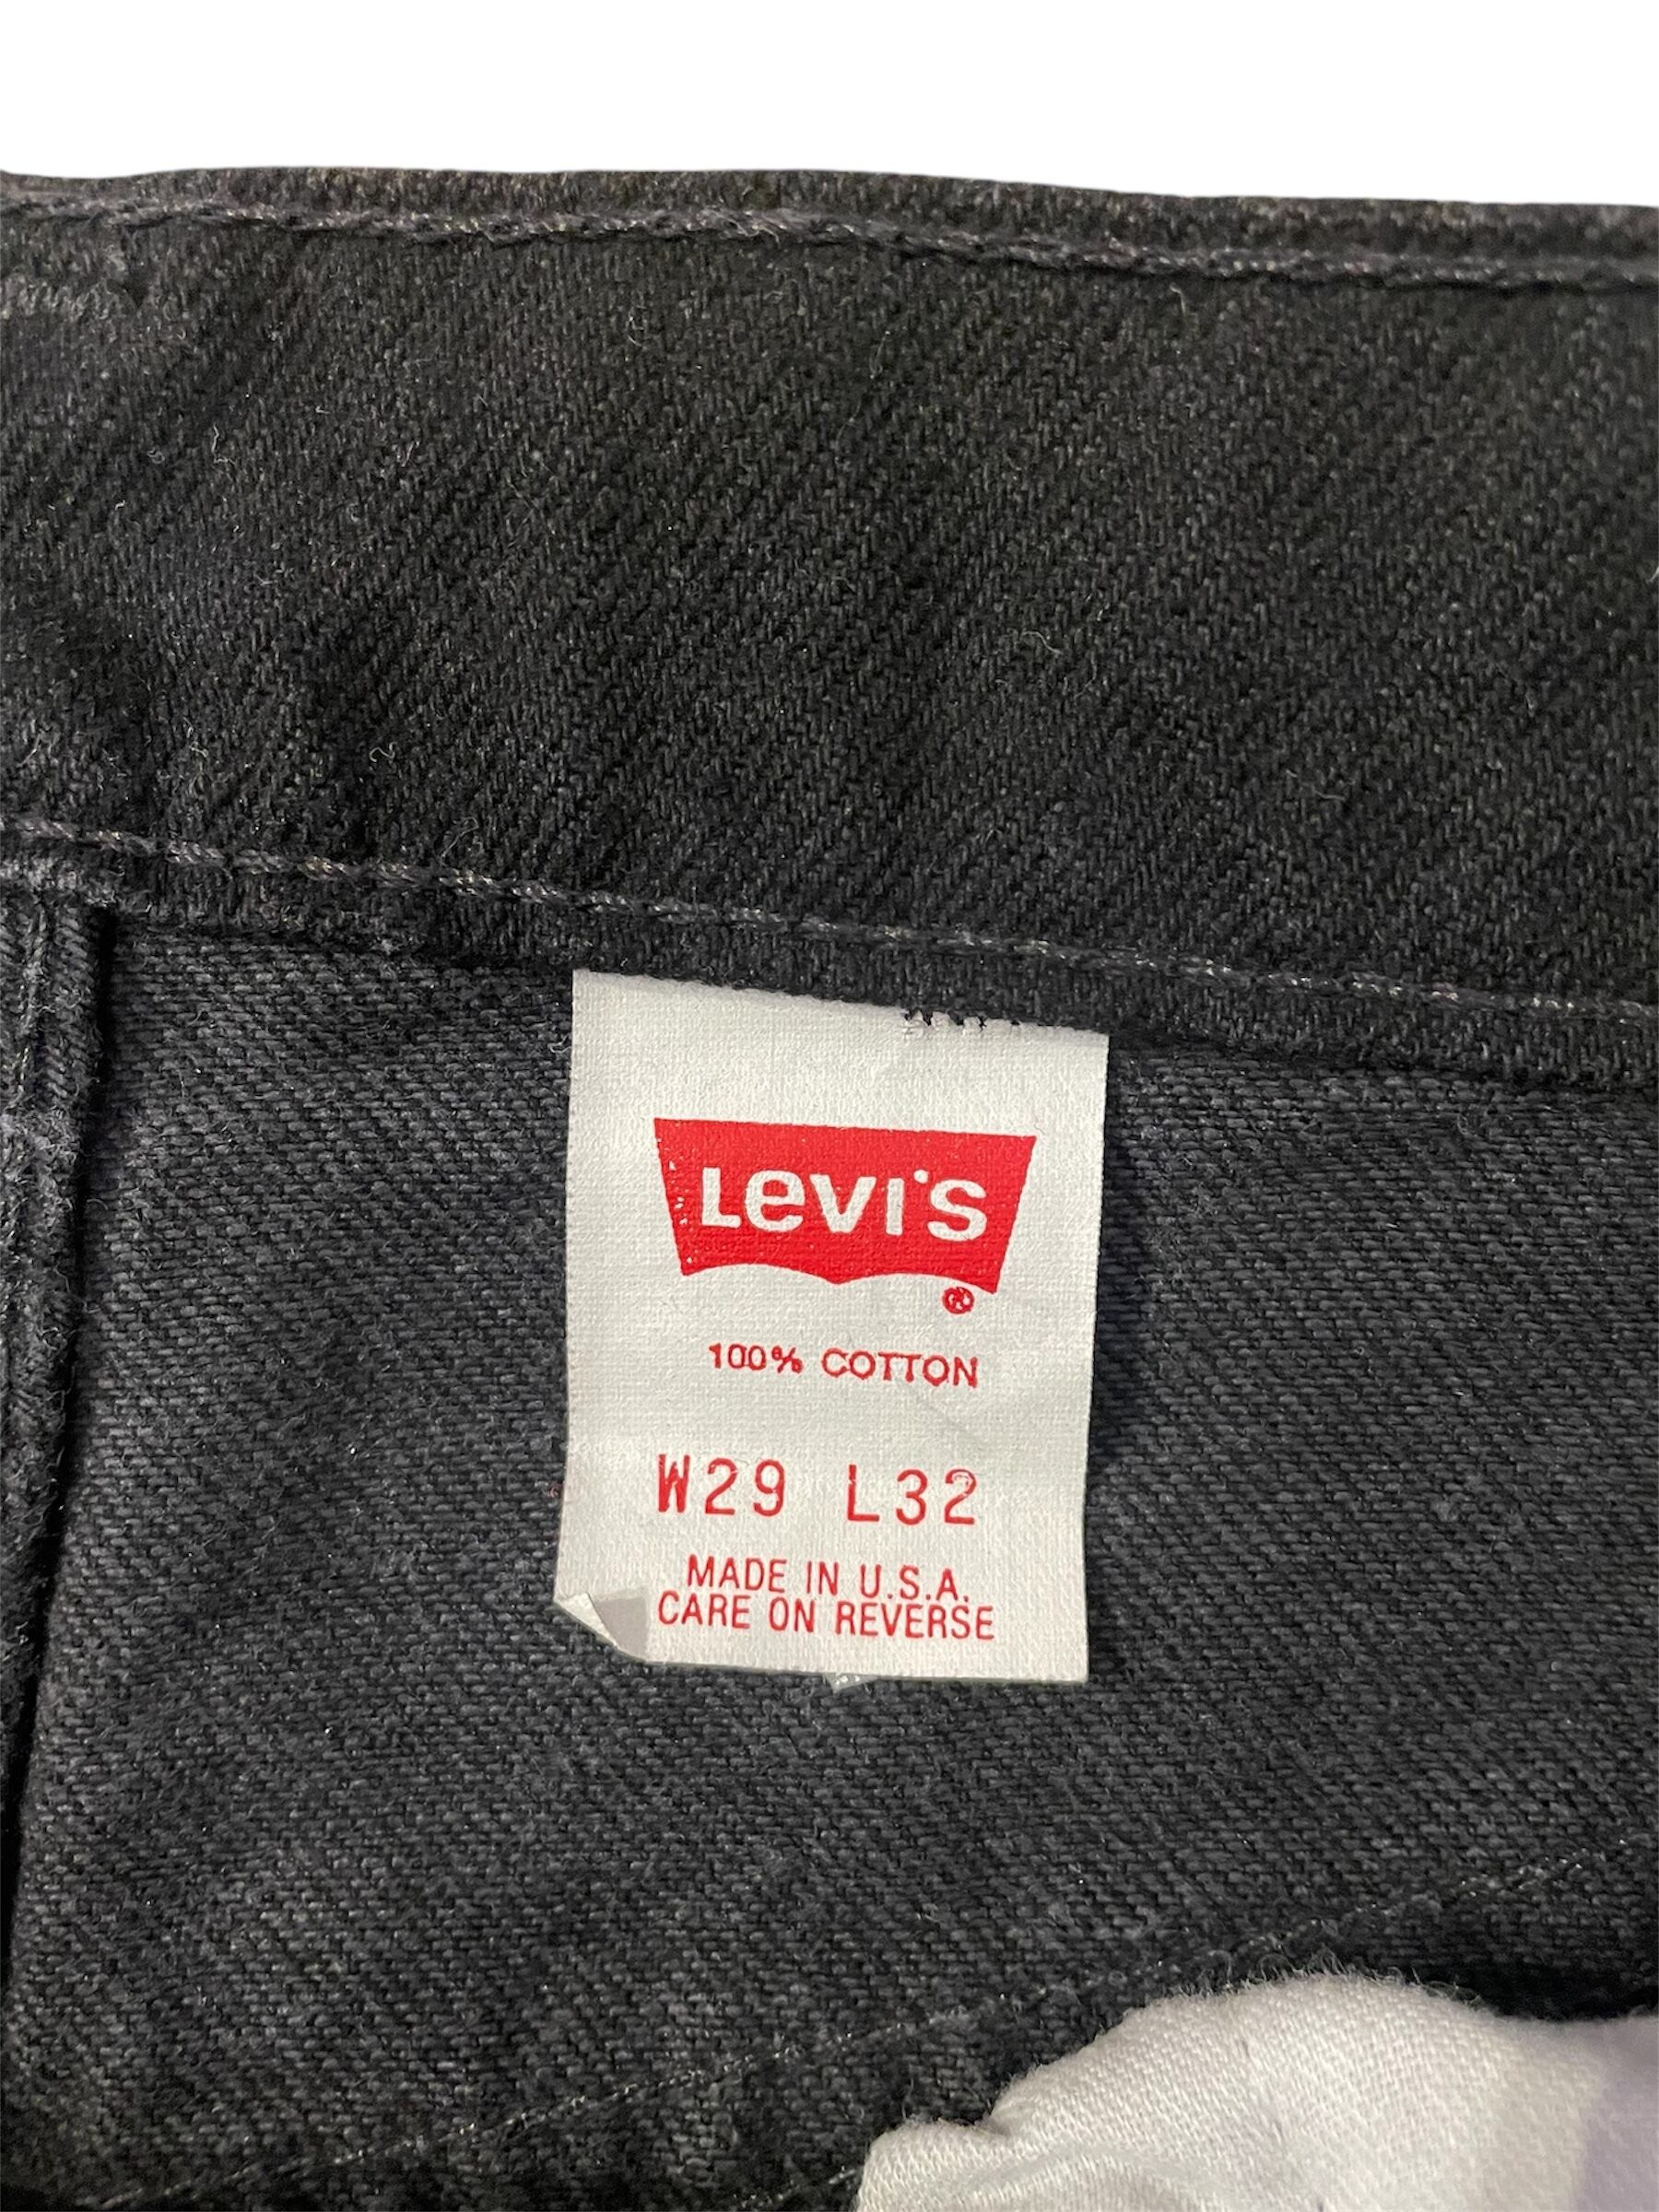 Levi's
®
100% COTTON
W29 L32
MADE IN U.S.A.
CARE ON REVERSE